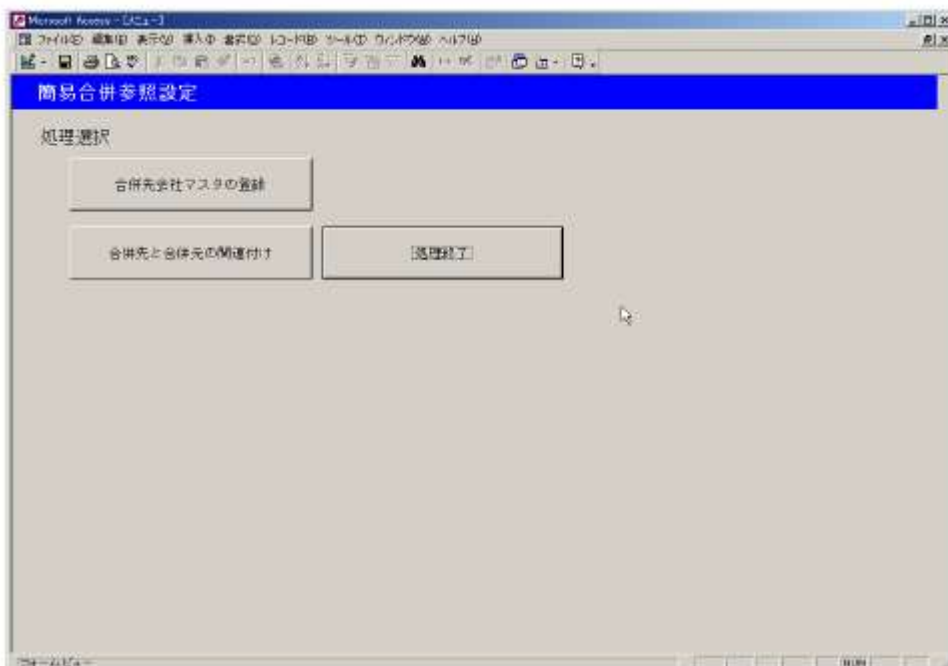 Microsoft Access - [メニュー]
ファイル(F) 編集(E) 表示(V) 挿入(I) 書式(O) レコード(R) ツール(T) ウィンドウ(W) ヘルプ(H)
簡易合併参照設定
処理選択
合併先会社マスタの登録
合併先と合併元の関連付け
処理終了
フォームビュー